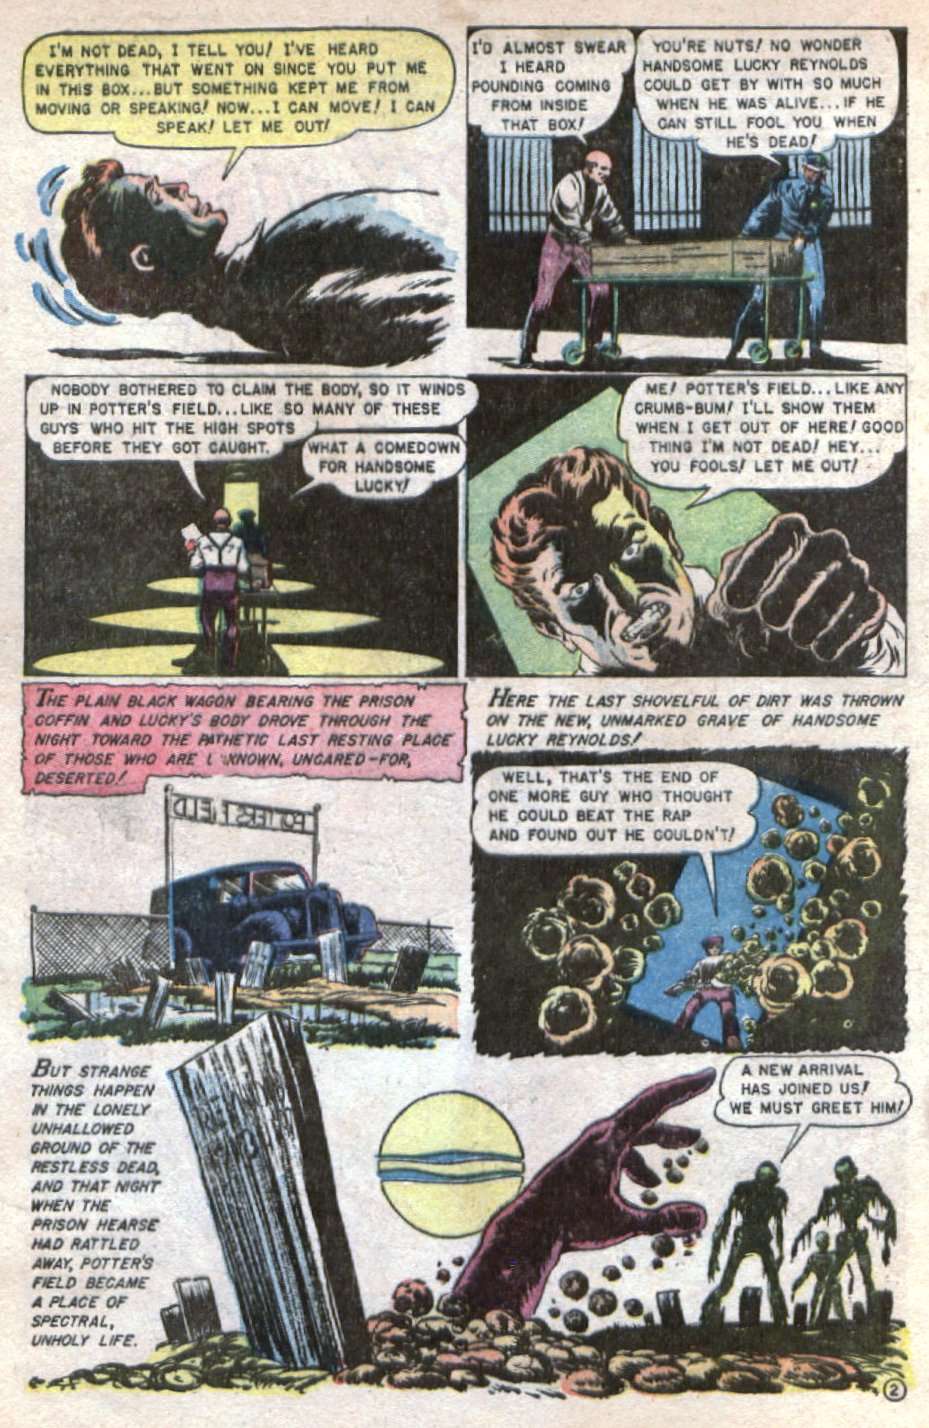 I'M NOT DEAD, I TELL YOU! I'VE HEARD
EVERYTHING THAT WENT ON SINCE YOU PUT ME
IN THIS BOX...BUT SOMETHING KEPT ME FROM
MOVING OR SPEAKING! NOW...I CAN MOVE! I CAN
SPEAK! LET ME OUT!
I'D ALMOST SWEAR
I HEARD
POUNDING COMING
FROM INSIDE
THAT BOX!
YOU'RE NUTS! NO WONDER
HANDSOME LUCKY REYNOLDS
COULD GET BY WITH SO MUCH
WHEN HE WAS ALIVE...IF HE
CAN STILL FOOL YOU WHEN
HE'S DEAD!
NOBODY BOTHERED TO CLAIM THE BODY, SO IT WINDS
UP IN POTTER'S FIELD...LIKE SO MANY OF THESE
GUYS WHO HIT THE HIGH SPOTS
BEFORE THEY GOT CAUGHT.
WHAT A COMEDOWN
FOR HANDSOME
LUCKY!
ME! POTTER'S FIELD...LIKE ANY
CRUMB-BUM! I'LL SHOW THEM
WHEN I GET OUT OF HERE! GOOD
THING I'M NOT DEAD! HEY...
YOU FOOLS! LET ME OUT!
THE PLAIN BLACK WAGON BEARING THE PRISON
COFFIN AND LUCKY'S BODY DROVE THROUGH THE
NIGHT TOWARD THE PATHETIC LAST RESTING PLACE
OF THOSE WHO ARE UNKNOWN, UNCARED-FOR,
DESERTED!
POTTERS FIELD
HERE THE LAST SHOVELFUL OF DIRT WAS THROWN
ON THE NEW, UNMARKED GRAVE OF HANDSOME
LUCKY REYNOLDS!
WELL, THAT'S THE END OF
ONE MORE GUY WHO THOUGHT
HE COULD BEAT THE RAP
AND FOUND OUT HE COULDN'T!
BUT STRANGE
THINGS HAPPEN
IN THE LONELY
UNHALLOWED
GROUND OF THE
RESTLESS DEAD,
AND THAT NIGHT
WHEN THE
PRISON HEARSE
HAD RATTLED
AWAY, POTTER'S
FIELD BECAME
A PLACE OF
SPECTRAL,
UNHOLY LIFE.
A NEW ARRIVAL
HAS JOINED US!
WE MUST GREET HIM!
2